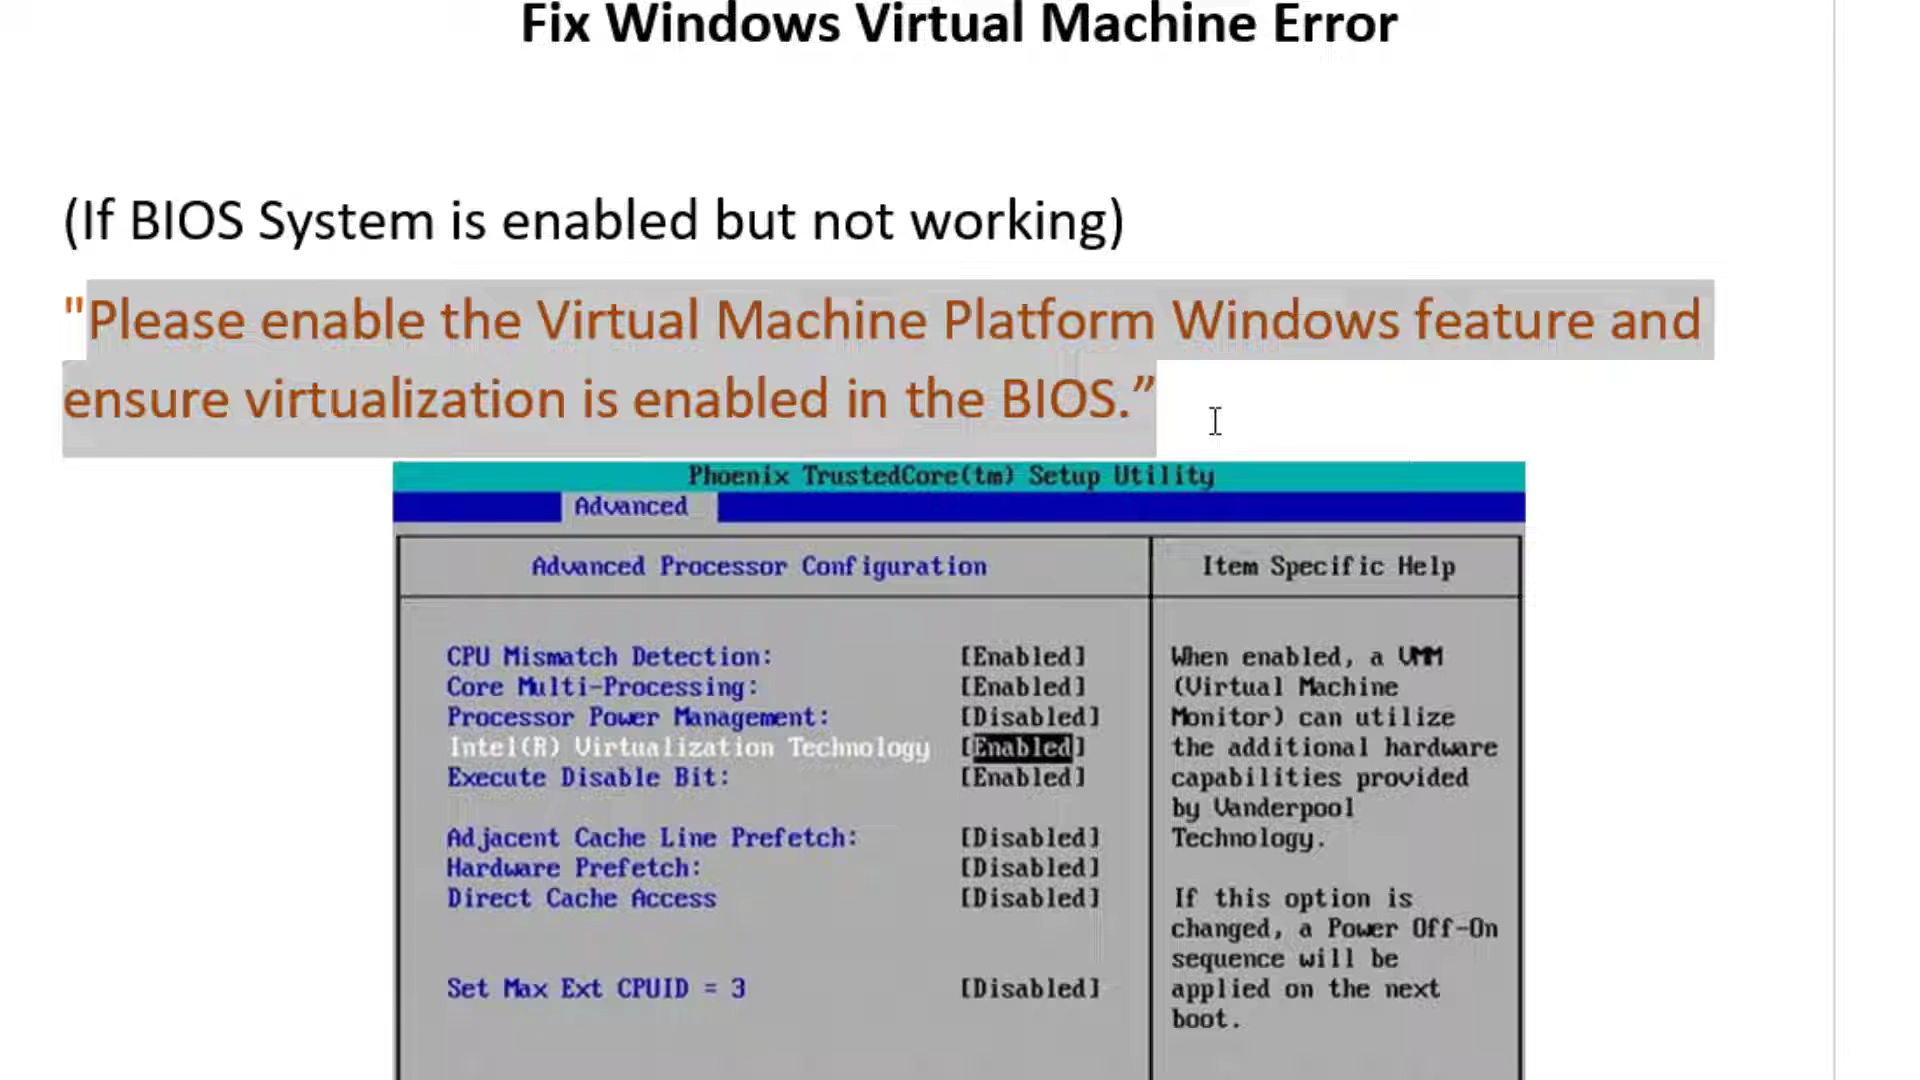 Fix Windows Virtual Machine Error
(If BIOS System is enabled but not working)
"Please enable the Virtual Machine Platform Windows feature and
ensure virtualization is enabled in the BIOS.”
Phoenix TrustedCore(tm) Setup Utility
Advanced
Advanced Processor Configuration
Item Specific Help
CPU Mismatch Detection: [Enabled]
Core Multi-Processing: [Enabled]
Processor Power Management: [Disabled]
Intel(R) Virtualization Technology [Enabled]
Execute Disable Bit: [Enabled]
Adjacent Cache Line Prefetch: [Disabled]
Hardware Prefetch: [Disabled]
Direct Cache Access [Disabled]
Set Max Ext CPUID = 3 [Disabled]
When enabled, a VMM
(Virtual Machine
Monitor) can utilize
the additional hardware
capabilities provided
by Vanderpool
Technology.
If this option is
changed, a Power Off-On
sequence will be
applied on the next
boot.